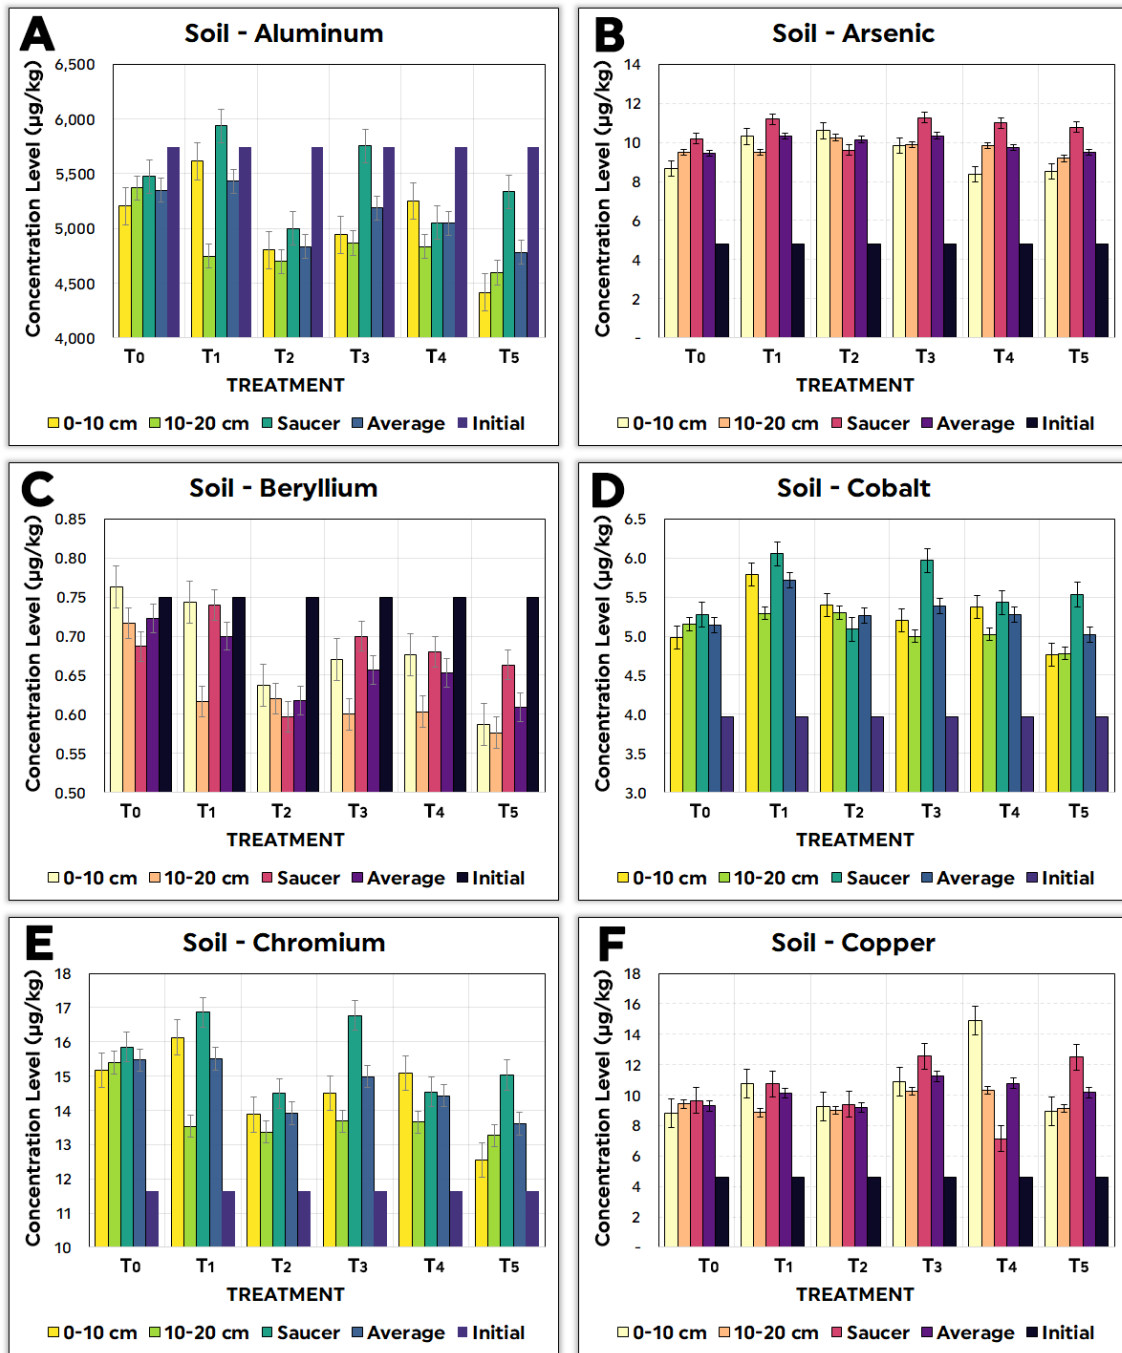 A
Soil - Aluminum
Concentration Level (µg/kg)
6,500
6,000
5,500
5,000
4,500
4,000
T0 T1 T2 T3 T4 T5
TREATMENT
0-10 cm 10-20 cm Saucer Average Initial
B
Soil - Arsenic
Concentration Level (µg/kg)
14
12
10
8
6
4
2
-
T0 T1 T2 T3 T4 T5
TREATMENT
0-10 cm 10-20 cm Saucer Average Initial
C
Soil - Beryllium
Concentration Level (µg/kg)
0.85
0.80
0.75
0.70
0.65
0.60
0.55
0.50
T0 T1 T2 T3 T4 T5
TREATMENT
0-10 cm 10-20 cm Saucer Average Initial
D
Soil - Cobalt
Concentration Level (µg/kg)
6.5
6.0
5.5
5.0
4.5
4.0
3.5
3.0
T0 T1 T2 T3 T4 T5
TREATMENT
0-10 cm 10-20 cm Saucer Average Initial
E
Soil - Chromium
Concentration Level (µg/kg)
18
17
16
15
14
13
12
11
10
T0 T1 T2 T3 T4 T5
TREATMENT
0-10 cm 10-20 cm Saucer Average Initial
F
Soil - Copper
Concentration Level (µg/kg)
18
16
14
12
10
8
6
4
2
-
T0 T1 T2 T3 T4 T5
TREATMENT
0-10 cm 10-20 cm Saucer Average Initial